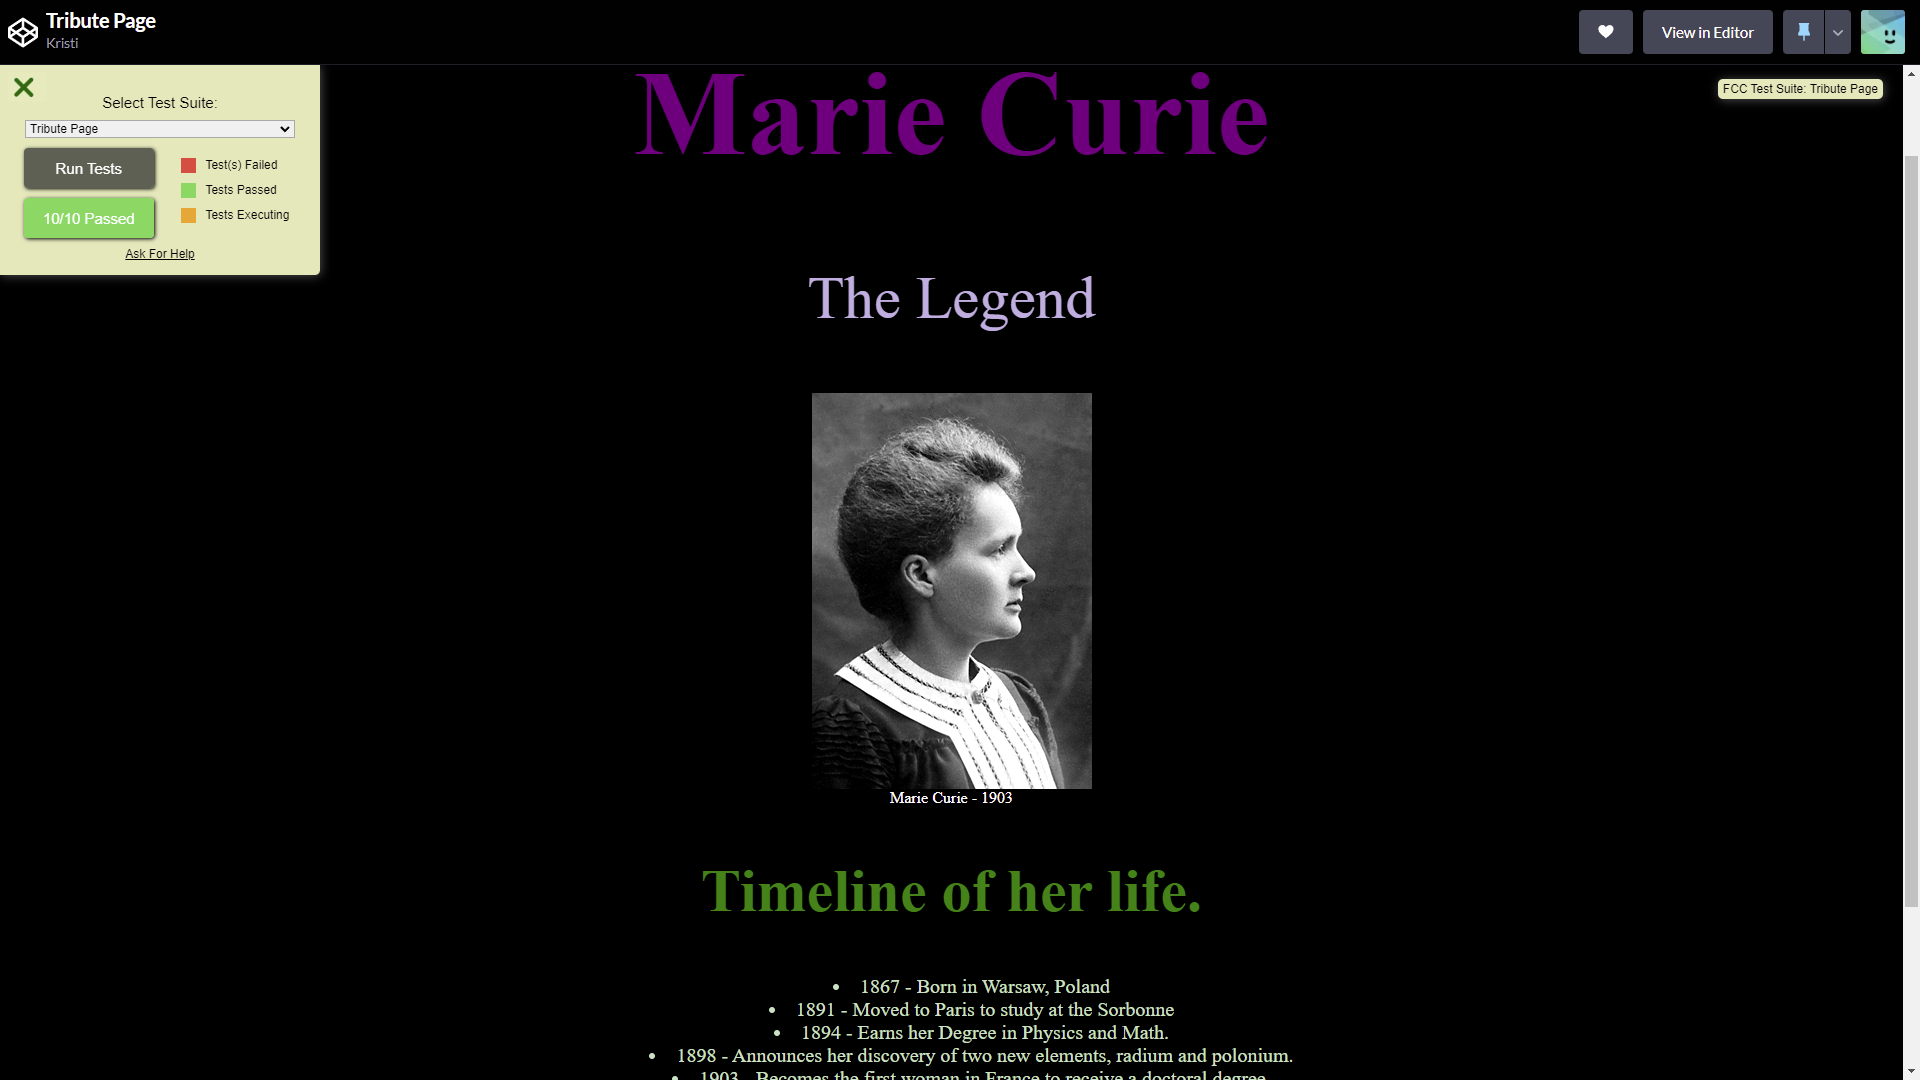 Tribute Page
Kristi
View in Editor
Select Test Suite:
Tribute Page
Run Tests
10/10 Passed
Test(s) Failed
Tests Passed
Tests Executing
Ask For Help
FCC Test Suite: Tribute Page
Marie Curie
The Legend
Marie Curie - 1903
Timeline of her life.
• 1867 - Born in Warsaw, Poland
• 1891 - Moved to Paris to study at the Sorbonne
• 1894 - Earns her Degree in Physics and Math.
• 1898 - Announces her discovery of two new elements, radium and polonium.
• 1903 - Becomes the first woman in France to receive a doctoral degree